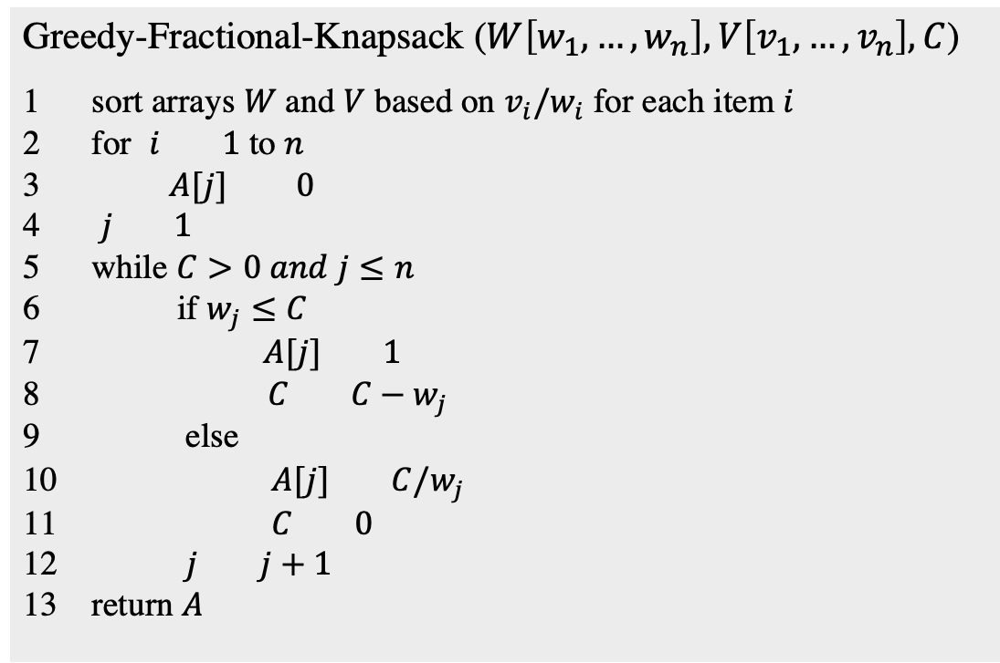 Greedy-Fractional-Knapsack (W[w₁, ..., wₙ], V[v₁, ..., vₙ], C)
1 sort arrays W and V based on vᵢ/wᵢ for each item i
2 for i 1 to n
3 A[j] 0
4 j 1
5 while C > 0 and j ≤ n
6 if wⱼ ≤ C
7 A[j] 1
8 C C − wⱼ
9 else
10 A[j] C/wⱼ
11 C 0
12 j j + 1
13 return A